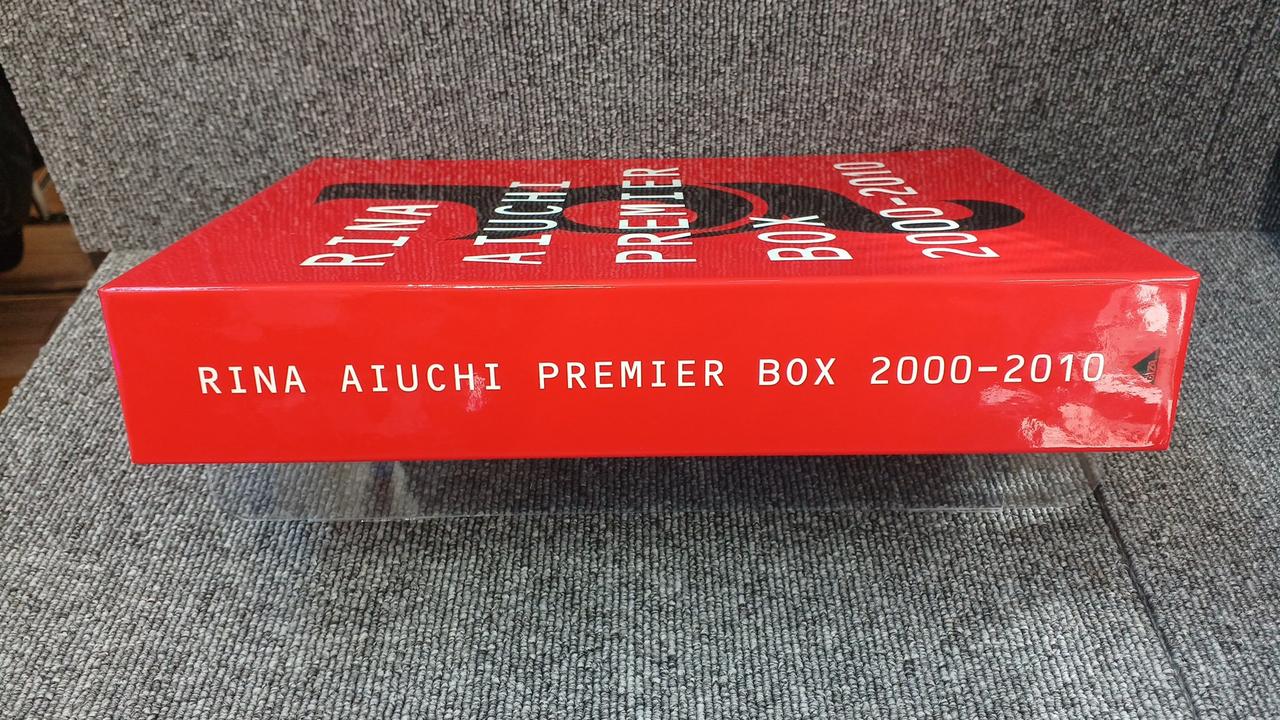 RINA
AIUCHI
PREMIER
BOX
2000-2010
RINA AIUCHI PREMIER BOX 2000-2010